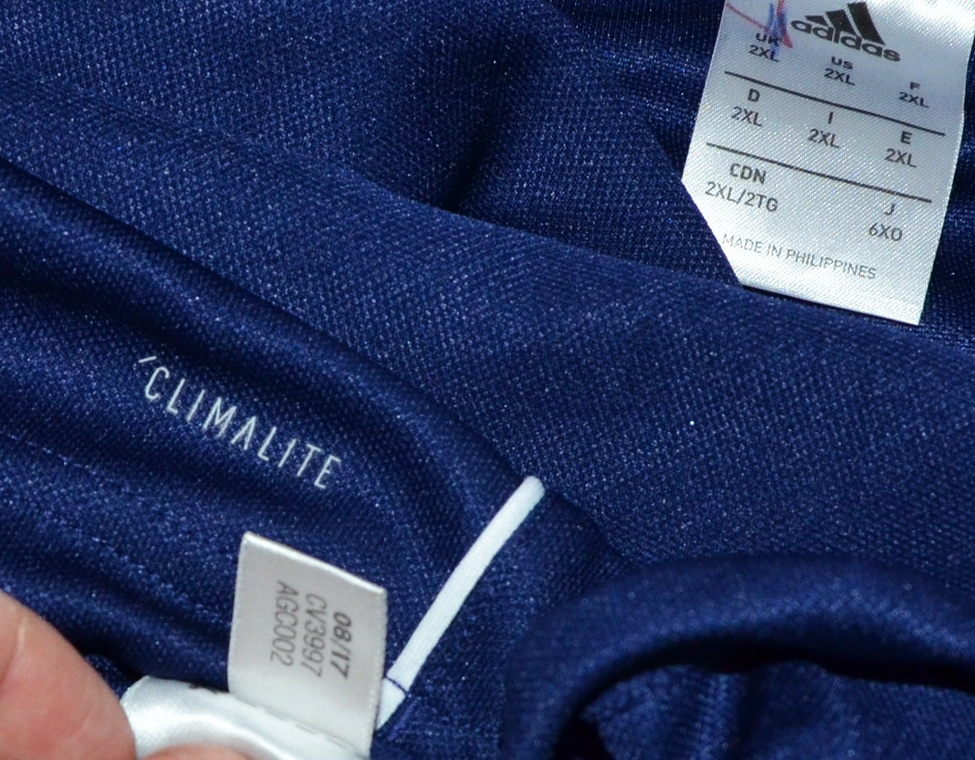 adidas
UK US F
2XL 2XL 2XL
D I E
2XL 2XL 2XL
CDN J
2XL/2TG 6XO
MADE IN PHILIPPINES
CLIMALITE
08/17
CV3997
AGC002